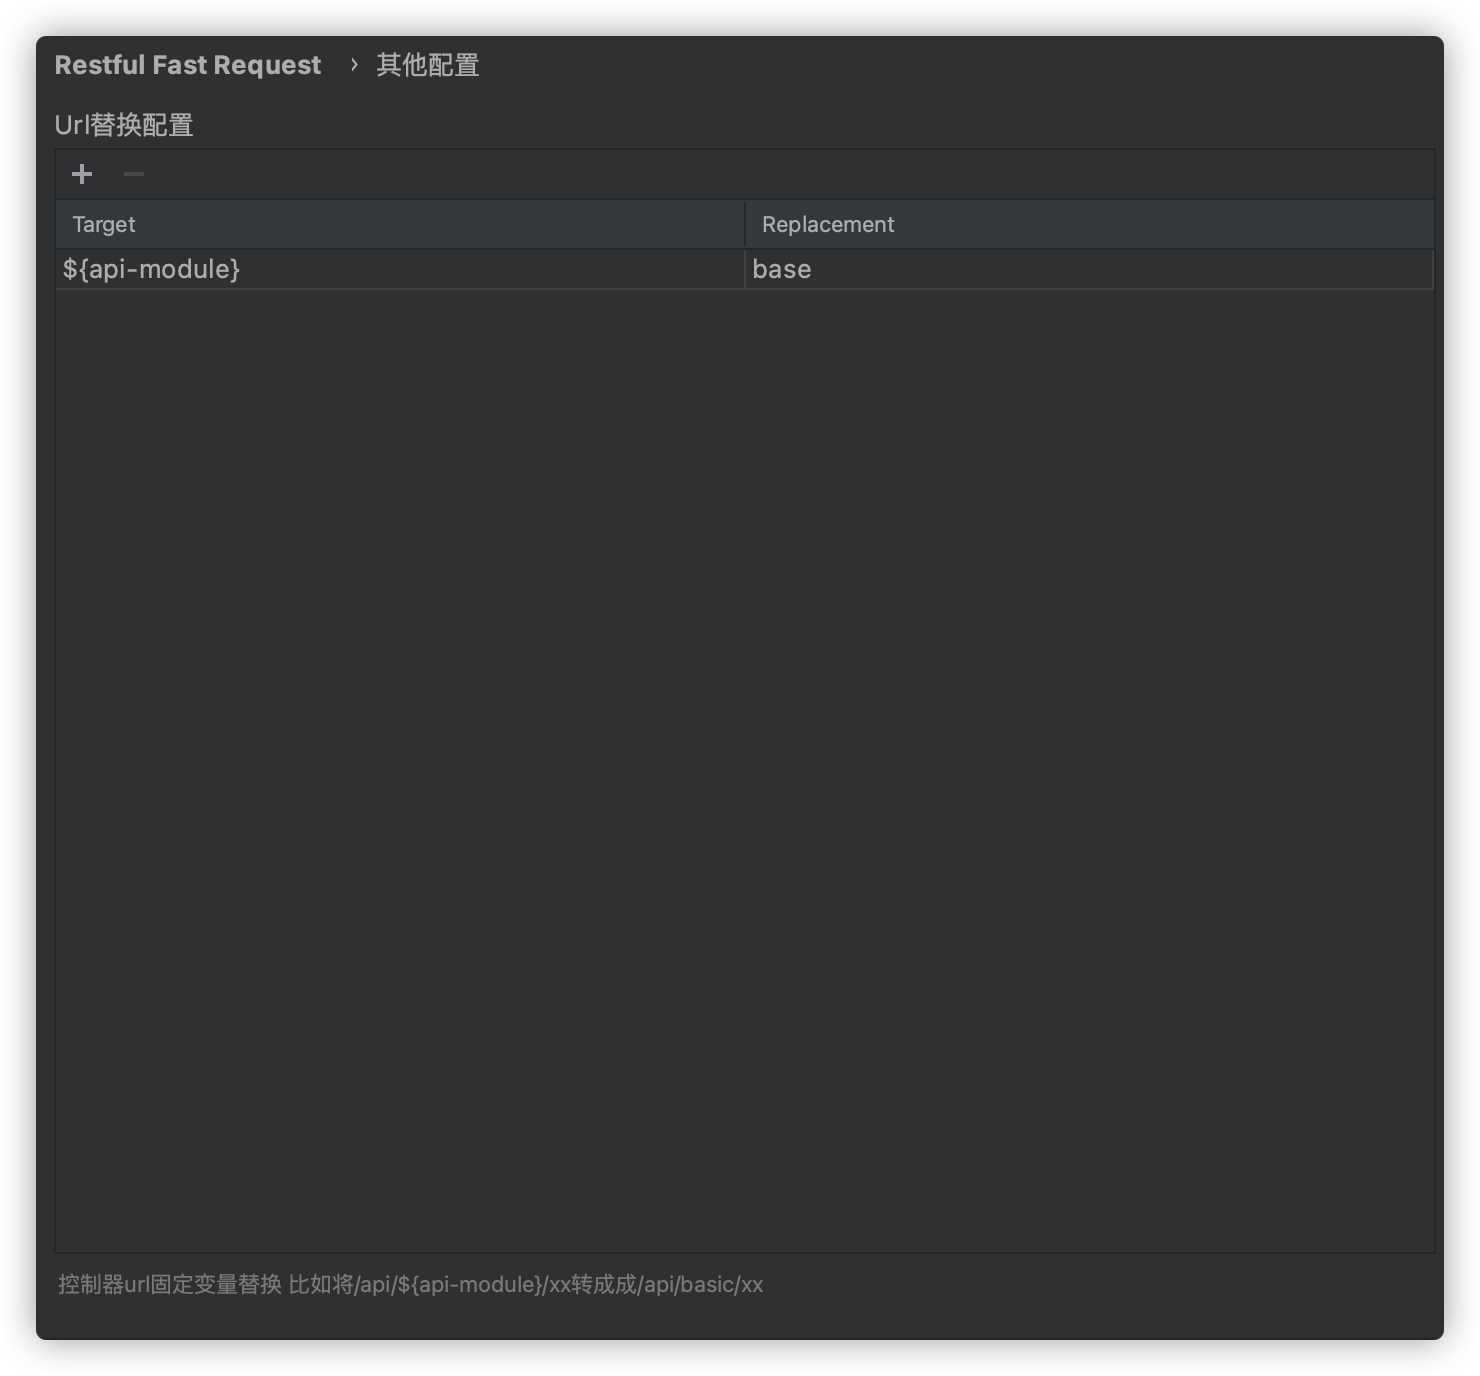 Restful Fast Request › 其他配置
Url替换配置
Target Replacement
${api-module} base
控制器url固定变量替换 比如将/api/${api-module}/xx转成成/api/basic/xx